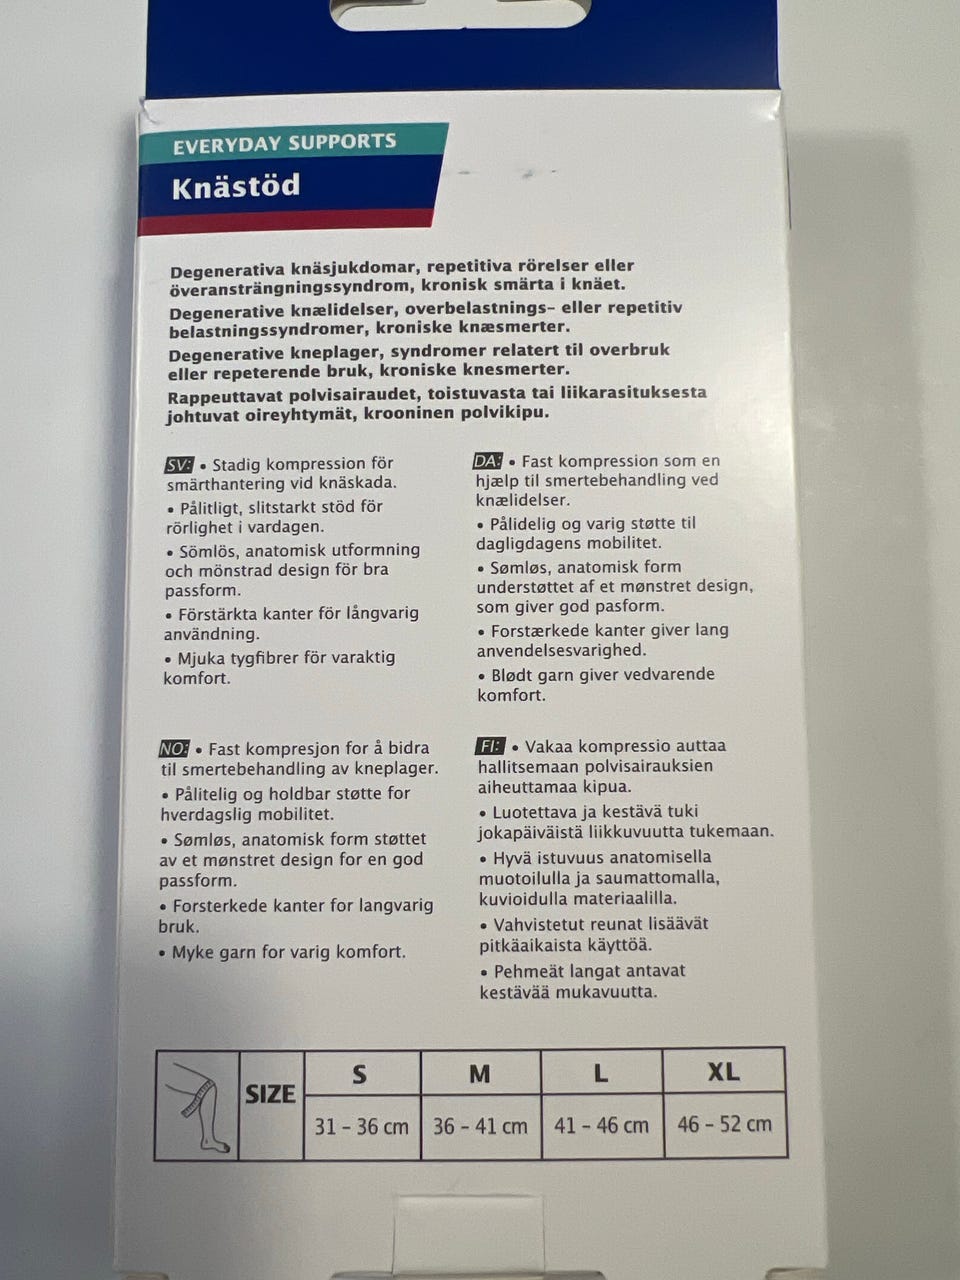 EVERYDAY SUPPORTS
Knästöd
Degenerativa knäsjukdomar, repetitiva rörelser eller
överansträngningssyndrom, kronisk smärta i knäet.
Degenerative knælidelser, overbelastnings- eller repetitiv
belastningssyndromer, kroniske knæsmerter.
Degenerative kneplager, syndromer relatert til overbruk
eller repeterende bruk, kroniske knesmerter.
Rappeuttavat polvisairaudet, toistuvasta tai liikarasituksesta
johtuvat oireyhtymät, krooninen polvikipu.
SV: • Stadig kompression för
smärthantering vid knäskada.
• Pålitligt, slitstarkt stöd för
rörlighet i vardagen.
• Sömlös, anatomisk utformning
och mönstrad design för bra
passform.
• Förstärkta kanter för långvarig
användning.
• Mjuka tygfibrer för varaktig
komfort.
DA: • Fast kompression som en
hjælp til smertebehandling ved
knælidelser.
• Pålidelig og varig støtte til
dagligdagens mobilitet.
• Sømløs, anatomisk form
understøttet af et mønstret design,
som giver god pasform.
• Forstærkede kanter giver lang
anvendelsesvarighed.
• Blødt garn giver vedvarende
komfort.
NO: • Fast kompresjon for å bidra
til smertebehandling av kneplager.
• Pålitelig og holdbar støtte for
hverdagslig mobilitet.
• Sømløs, anatomisk form støttet
av et mønstret design for en god
passform.
• Forsterkede kanter for langvarig
bruk.
• Myke garn for varig komfort.
FI: • Vakaa kompressio auttaa
hallitsemaan polvisairauksien
aiheuttamaa kipua.
• Luotettava ja kestävä tuki
jokapäiväistä liikkuvuutta tukemaan.
• Hyvä istuvuus anatomisella
muotoilulla ja saumattomalla,
kuvioidulla materiaalilla.
• Vahvistetut reunat lisäävät
pitkäaikaista käyttöä.
• Pehmeät langat antavat
kestävää mukavuutta.
SIZE S M L XL
31 – 36 cm 36 – 41 cm 41 – 46 cm 46 – 52 cm